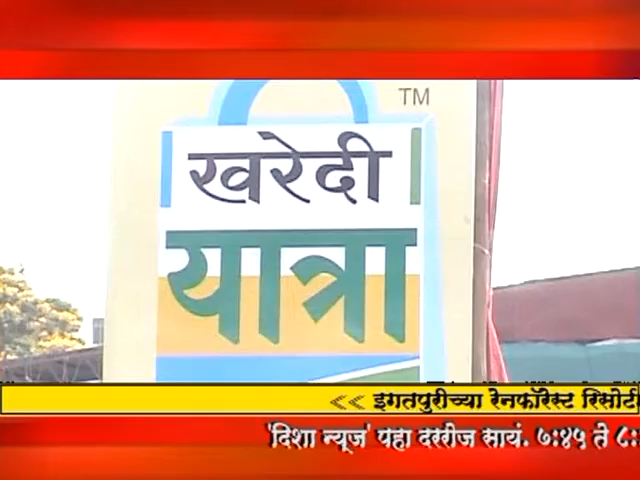 TM
खरेदी
यात्रा
<< इगतपुरीच्या रेनफॉरेस्ट
'दिशा न्यूज' पहा दररोज सायं. ७:४५ ते